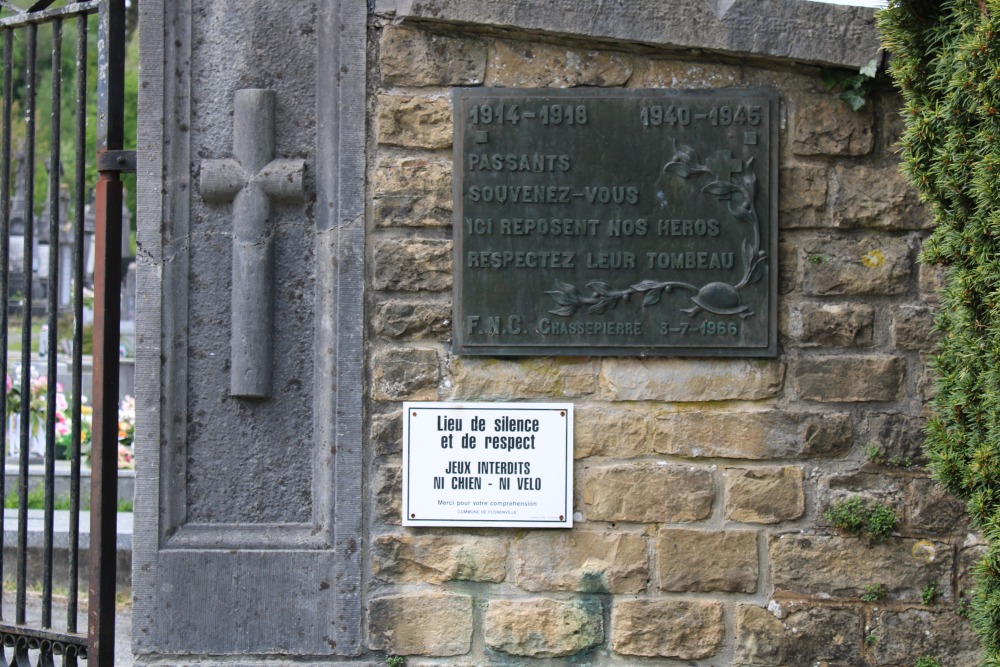 1914-1918 1940-1945
PASSANTS
SOUVENEZ-VOUS
ICI REPOSENT NOS HEROS
RESPECTEZ LEUR TOMBEAU
F.N.C. CHASSEPIERRE 3-7-1966
Lieu de silence
et de respect
JEUX INTERDITS
NI CHIEN - NI VELO
Merci pour votre compréhension
COMMUNE DE FLORENVILLE